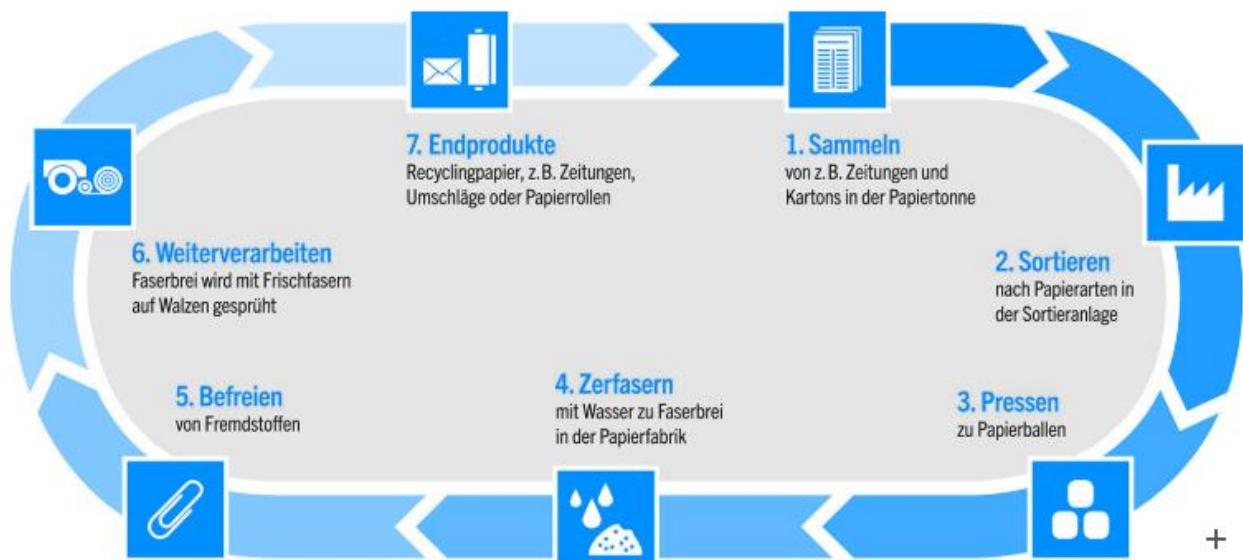 1. Sammeln
von z. B. Zeitungen und
Kartons in der Papiertonne
2. Sortieren
nach Papierarten in
der Sortieranlage
3. Pressen
zu Papierballen
4. Zerfasern
mit Wasser zu Faserbrei
in der Papierfabrik
5. Befreien
von Fremdstoffen
6. Weiterverarbeiten
Faserbrei wird mit Frischfasern
auf Walzen gesprüht
7. Endprodukte
Recyclingpapier, z. B. Zeitungen,
Umschläge oder Papierrollen